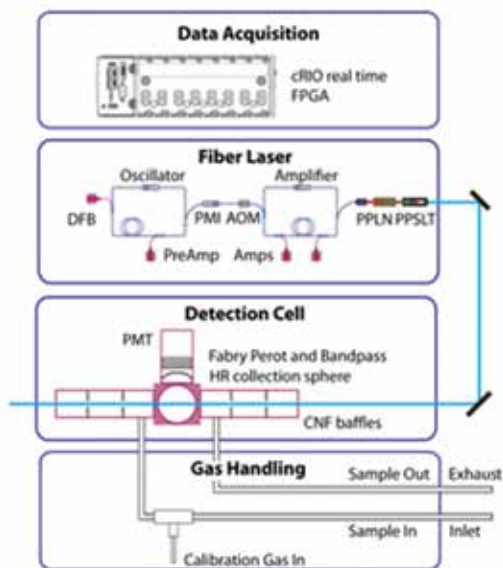 Data Acquisition
cRIO real time
FPGA
Fiber Laser
Oscillator
Amplifier
DFB
PMI
AOM
PPLN
PPSLT
PreAmp
Amps
Detection Cell
PMT
Fabry Perot and Bandpass
HR collection sphere
CNF baffles
Gas Handling
Sample Out
Exhaust
Sample In
Inlet
Calibration Gas In